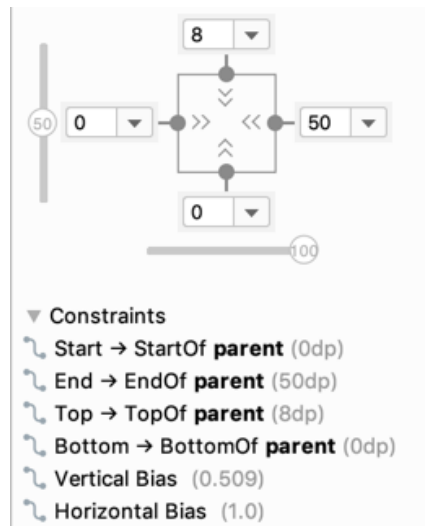 8
50
0
>>
<<
50
0
100
Constraints
Start → StartOf parent (0dp)
End → EndOf parent (50dp)
Top → TopOf parent (8dp)
Bottom → BottomOf parent (0dp)
Vertical Bias (0.509)
Horizontal Bias (1.0)